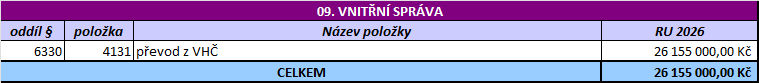 09. VNITŘNÍ SPRÁVA
oddíl § položka Název položky RU 2026
6330 4131 převod z VHČ 26 155 000,00 Kč
CELKEM 26 155 000,00 Kč